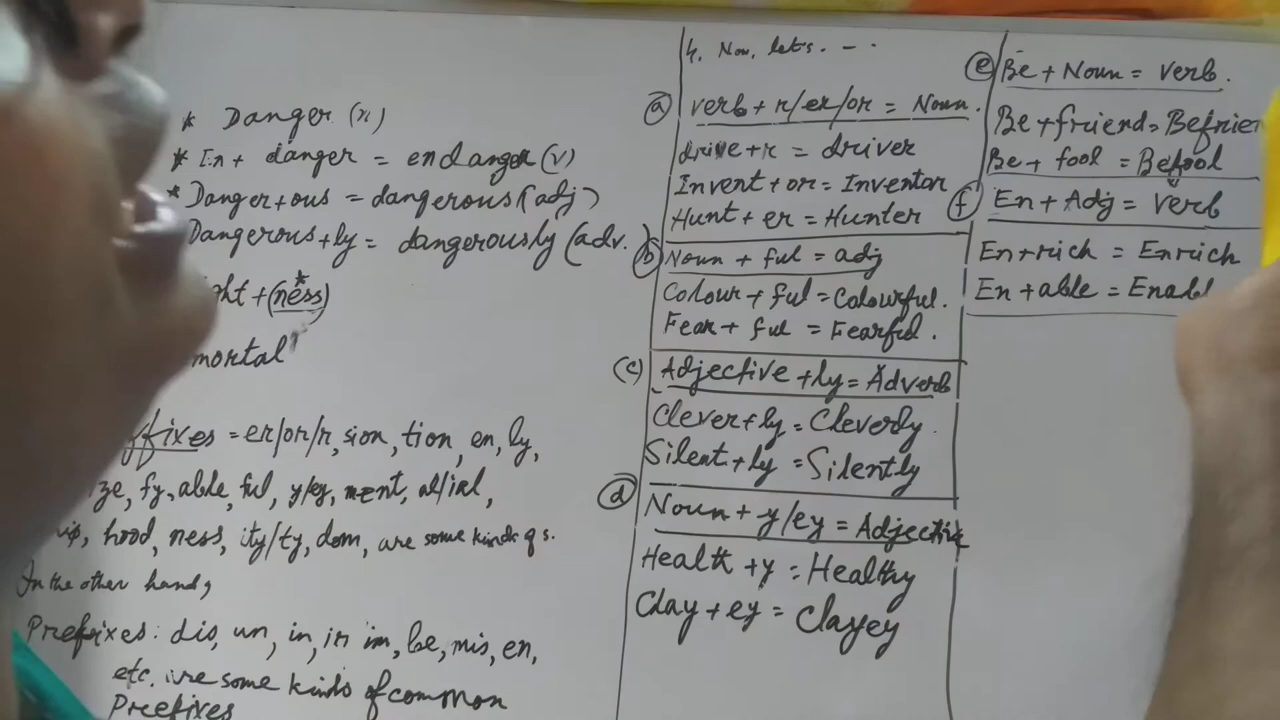 * Danger (n)
* En + danger = endanger (v)
* Danger + ous = dangerous (adj)
Dangerous + ly = dangerously (adv.
ght + (ness)
mortal
ffixes = er/or/r, sion, tion, en, ly,
ze, fy, able, ful, y/ey, ment, al/ial,
hood, ness, ity/ty, dom, are some kinds of s.
In the other hand,
Prefixes: dis, un, in, ir, im, be, mis, en,
etc. are some kinds of common
Prefixes
4. Now, let's. - - .
(a) verb + r/er/or = Noun.
drive + r = driver
Invent + or = Inventor
Hunt + er = Hunter
(b) Noun + ful = adj
Colour + ful = Colourful.
Fear + ful = Fearful.
(c) Adjective + ly = Adverb
Clever + ly = Cleverly.
Silent + ly = Silently
(d) Noun + y/ey = Adjective
Health + y = Healthy
Clay + ey = Clayey
(e) Be + Noun = verb.
Be + friend = Befrien
Be + fool = Befool
(f) En + Adj = verb
En + rich = Enrich
En + able = Enabl